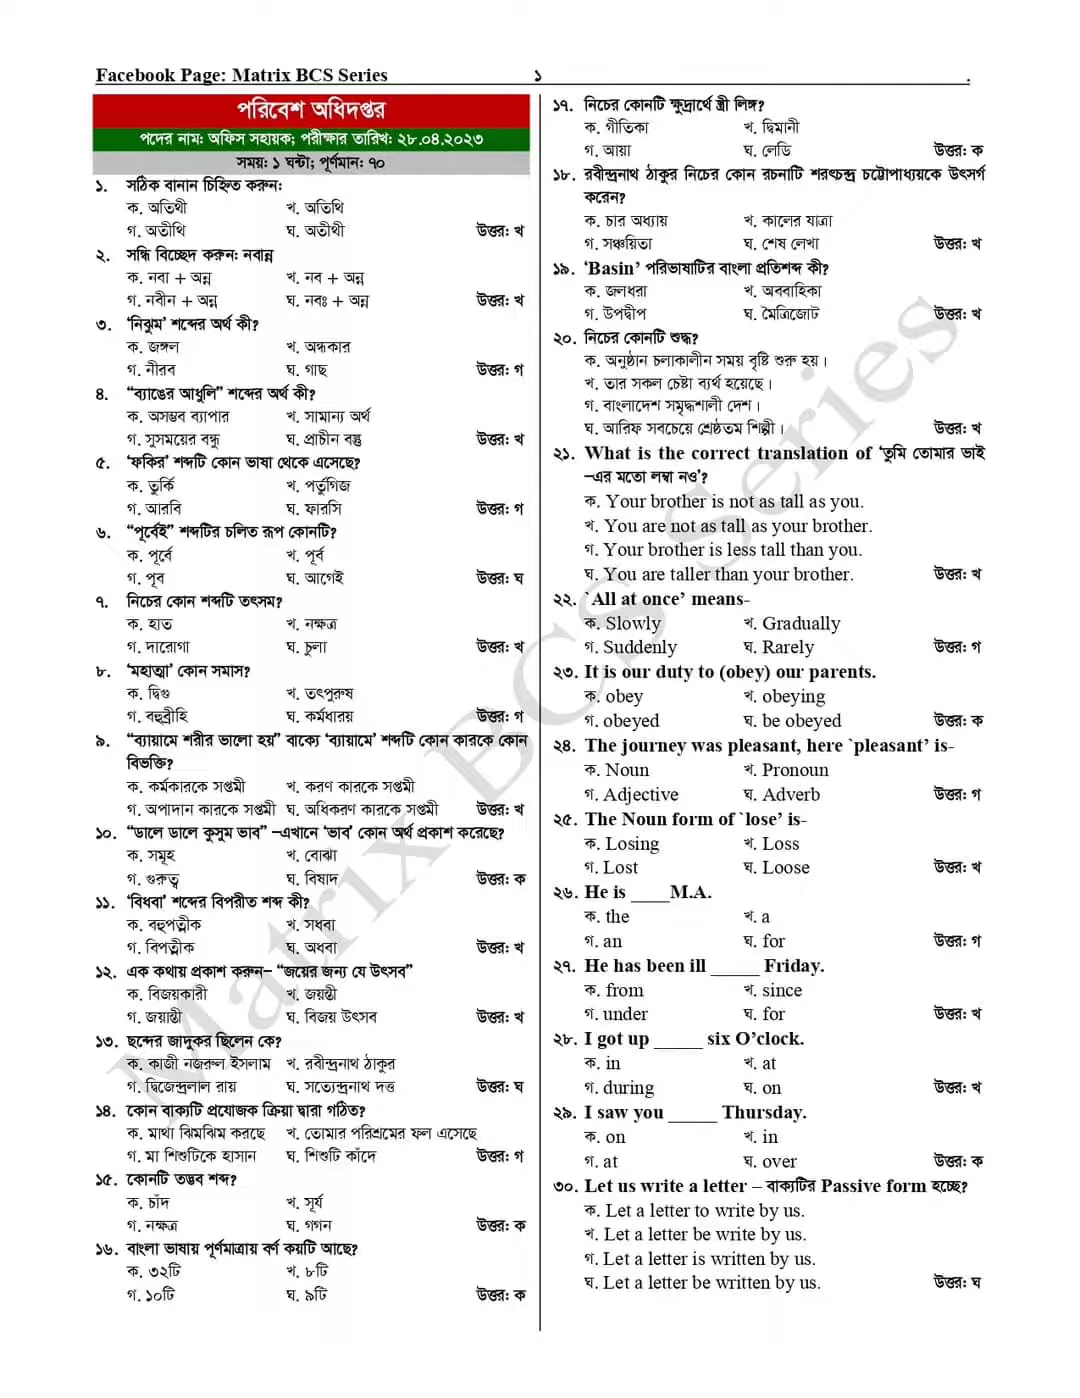 Facebook Page: Matrix BCS Series
১
পরিবেশ অধিদপ্তর
পদের নাম: অফিস সহায়ক; পরীক্ষার তারিখ: ২৮.০৪.২০২৩
সময়: ১ ঘন্টা; পূর্ণমান: ৭০
১. সঠিক বানান চিহ্নিত করুন:
ক. অতিথী খ. অতিথি
গ. অতীথি ঘ. অতীথী উত্তর: খ
২. সন্ধি বিচ্ছেদ করুন: নবান্ন
ক. নবা + অন্ন খ. নব + অন্ন
গ. নবীন + অন্ন ঘ. নবঃ + অন্ন উত্তর: খ
৩. ‘নিঝুম’ শব্দের অর্থ কী?
ক. জঙ্গল খ. অন্ধকার
গ. নীরব ঘ. গাছ উত্তর: গ
৪. “ব্যাঙের আধুলি” শব্দের অর্থ কী?
ক. অসম্ভব ব্যাপার খ. সামান্য অর্থ
গ. সুসময়ের বন্ধু ঘ. প্রাচীন বস্তু উত্তর: খ
৫. ‘ফকির’ শব্দটি কোন ভাষা থেকে এসেছে?
ক. তুর্কি খ. পর্তুগিজ
গ. আরবি ঘ. ফারসি উত্তর: গ
৬. “পূর্বেই” শব্দটির চলিত রূপ কোনটি?
ক. পূর্বে খ. পূর্ব
গ. পূব ঘ. আগেই উত্তর: ঘ
৭. নিচের কোন শব্দটি তৎসম?
ক. হাত খ. নক্ষত্র
গ. দারোগা ঘ. চুলা উত্তর: খ
৮. ‘মহাত্মা’ কোন সমাস?
ক. দ্বিগু খ. তৎপুরুষ
গ. বহুব্রীহি ঘ. কর্মধারয় উত্তর: গ
৯. “ব্যায়ামে শরীর ভালো হয়” বাক্যে ‘ব্যায়ামে’ শব্দটি কোন কারকে কোন
বিভক্তি?
ক. কর্মকারকে সপ্তমী খ. করণ কারকে সপ্তমী
গ. অপাদান কারকে সপ্তমী ঘ. অধিকরণ কারকে সপ্তমী উত্তর: খ
১০. “ডালে ডালে কুসুম ভাব” –এখানে ‘ভাব’ কোন অর্থ প্রকাশ করেছে?
ক. সমূহ খ. বোঝা
গ. গুরুত্ব ঘ. বিষাদ উত্তর: ক
১১. ‘বিধবা’ শব্দের বিপরীত শব্দ কী?
ক. বহুপত্নীক খ. সধবা
গ. বিপত্নীক ঘ. অধবা উত্তর: খ
১২. এক কথায় প্রকাশ করুন– “জয়ের জন্য যে উৎসব”
ক. বিজয়কারী খ. জয়ন্তী
গ. জয়ান্তী ঘ. বিজয় উৎসব উত্তর: খ
১৩. ছন্দের জাদুকর ছিলেন কে?
ক. কাজী নজরুল ইসলাম খ. রবীন্দ্রনাথ ঠাকুর
গ. দ্বিজেন্দ্রলাল রায় ঘ. সত্যেন্দ্রনাথ দত্ত উত্তর: ঘ
১৪. কোন বাক্যটি প্রযোজক ক্রিয়া দ্বারা গঠিত?
ক. মাথা ঝিমঝিম করছে খ. তোমার পরিশ্রমের ফল এসেছে
গ. মা শিশুটিকে হাসান ঘ. শিশুটি কাঁদে উত্তর: গ
১৫. কোনটি তদ্ভব শব্দ?
ক. চাঁদ খ. সূর্য
গ. নক্ষত্র ঘ. গগন উত্তর: ক
১৬. বাংলা ভাষায় পূর্ণমাত্রায় বর্ণ কয়টি আছে?
ক. ৩২টি খ. ৮টি
গ. ১০টি ঘ. ৯টি উত্তর: ক
১৭. নিচের কোনটি ক্ষুদ্রার্থে স্ত্রী লিঙ্গ?
ক. গীতিকা খ. দ্বিমানী
গ. আয়া ঘ. লেডি উত্তর: ক
১৮. রবীন্দ্রনাথ ঠাকুর নিচের কোন রচনাটি শরৎচন্দ্র চট্টোপাধ্যায়কে উৎসর্গ
করেন?
ক. চার অধ্যায় খ. কালের যাত্রা
গ. সঞ্চয়িতা ঘ. শেষ লেখা উত্তর: খ
১৯. ‘Basin’ পরিভাষাটির বাংলা প্রতিশব্দ কী?
ক. জলধরা খ. অববাহিকা
গ. উপদ্বীপ ঘ. মৈত্রিজোট উত্তর: খ
২০. নিচের কোনটি শুদ্ধ?
ক. অনুষ্ঠান চলাকালীন সময় বৃষ্টি শুরু হয়।
খ. তার সকল চেষ্টা ব্যর্থ হয়েছে।
গ. বাংলাদেশ সমৃদ্ধশালী দেশ।
ঘ. আরিফ সবচেয়ে শ্রেষ্ঠতম শিল্পী। উত্তর: খ
২১. What is the correct translation of ‘তুমি তোমার ভাই
–এর মতো লম্বা নও’?
ক. Your brother is not as tall as you.
খ. You are not as tall as your brother.
গ. Your brother is less tall than you.
ঘ. You are taller than your brother. উত্তর: খ
২২. `All at once’ means-
ক. Slowly খ. Gradually
গ. Suddenly ঘ. Rarely উত্তর: গ
২৩. It is our duty to (obey) our parents.
ক. obey খ. obeying
গ. obeyed ঘ. be obeyed উত্তর: ক
২৪. The journey was pleasant, here `pleasant’ is-
ক. Noun খ. Pronoun
গ. Adjective ঘ. Adverb উত্তর: গ
২৫. The Noun form of `lose’ is-
ক. Losing খ. Loss
গ. Lost ঘ. Loose উত্তর: খ
২৬. He is ____M.A.
ক. the খ. a
গ. an ঘ. for উত্তর: গ
২৭. He has been ill _____ Friday.
ক. from খ. since
গ. under ঘ. for উত্তর: খ
২৮. I got up _____ six O’clock.
ক. in খ. at
গ. during ঘ. on উত্তর: খ
২৯. I saw you _____ Thursday.
ক. on খ. in
গ. at ঘ. over উত্তর: ক
৩০. Let us write a letter – বাক্যটির Passive form হচ্ছে?
ক. Let a letter to write by us.
খ. Let a letter be write by us.
গ. Let a letter is written by us.
ঘ. Let a letter be written by us. উত্তর: ঘ
Matrix BCS Series